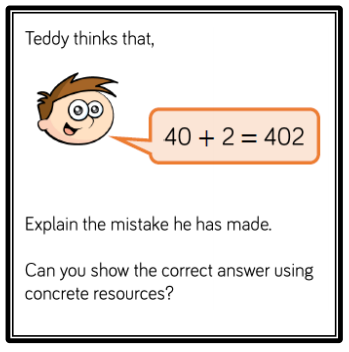 Teddy thinks that,
40 + 2 = 402
Explain the mistake he has made.
Can you show the correct answer using
concrete resources?